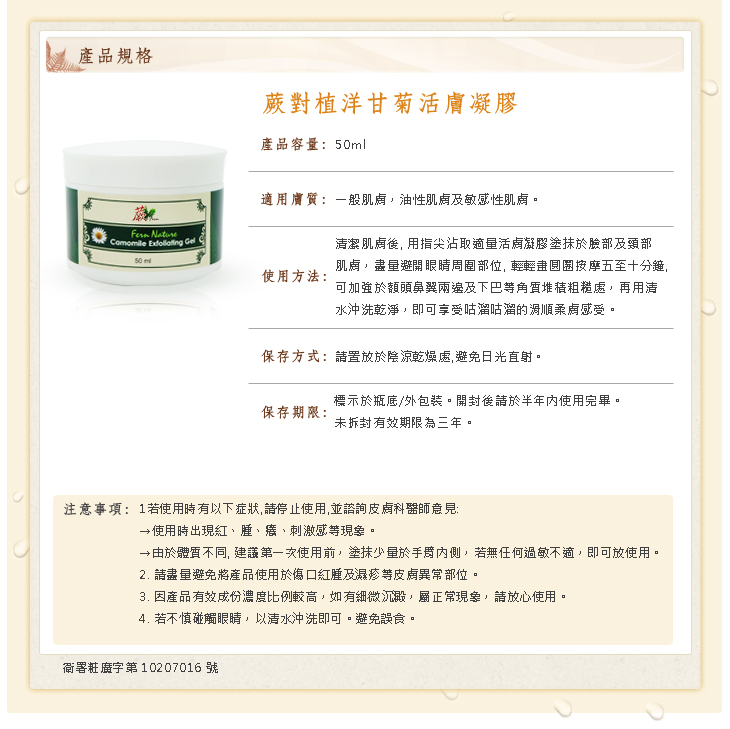 產品規格
蕨對植洋甘菊活膚凝膠
產品容量: 50ml
適用膚質: 一般肌膚，油性肌膚及敏感性肌膚。
使用方法:
清潔肌膚後, 用指尖沾取適量活膚凝膠塗抹於臉部及頸部
肌膚，盡量避開眼睛周圍部位, 輕輕畫圓圈按摩五至十分鐘,
可加強於額頭鼻翼兩邊及下巴等角質堆積粗糙處，再用清
水沖洗乾淨，即可享受咕溜咕溜的滑順柔膚感受。
保存方式: 請置放於陰涼乾燥處,避免日光直射。
保存期限:
標示於瓶底/外包裝。開封後請於半年內使用完畢。
未拆封有效期限為三年。
蕨
Fern Nature
Camomile Exfoliating Gel
50 ml
注意事項: 1若使用時有以下症狀,請停止使用,並諮詢皮膚科醫師意見:
→使用時出現紅、腫、癢、刺激感等現象。
→由於體質不同, 建議第一次使用前，塗抹少量於手臂內側，若無任何過敏不適，即可放使用。
2. 請盡量避免將產品使用於傷口紅腫及濕疹等皮膚異常部位。
3. 因產品有效成份濃度比例較高，如有細微沉澱，屬正常現象，請放心使用。
4. 若不慎碰觸眼睛，以清水沖洗即可。避免誤食。
衛署粧廣字第 10207016 號